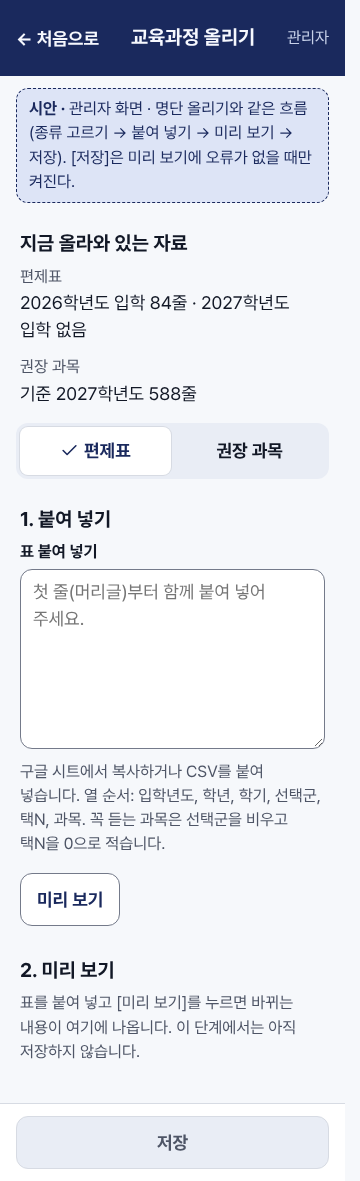 ← 처음으로
교육과정 올리기
관리자
시안 · 관리자 화면 · 명단 올리기와 같은 흐름
(종류 고르기 → 붙여 넣기 → 미리 보기 →
저장). [저장]은 미리 보기에 오류가 없을 때만
켜진다.
지금 올라와 있는 자료
편제표
2026학년도 입학 84줄 · 2027학년도
입학 없음
권장 과목
기준 2027학년도 588줄
✓ 편제표
권장 과목
1. 붙여 넣기
표 붙여 넣기
첫 줄(머리글)부터 함께 붙여 넣어
주세요.
구글 시트에서 복사하거나 CSV를 붙여
넣습니다. 열 순서: 입학년도, 학년, 학기, 선택군,
택N, 과목. 꼭 듣는 과목은 선택군을 비우고
택N을 0으로 적습니다.
미리 보기
2. 미리 보기
표를 붙여 넣고 [미리 보기]를 누르면 바뀌는
내용이 여기에 나옵니다. 이 단계에서는 아직
저장하지 않습니다.
저장